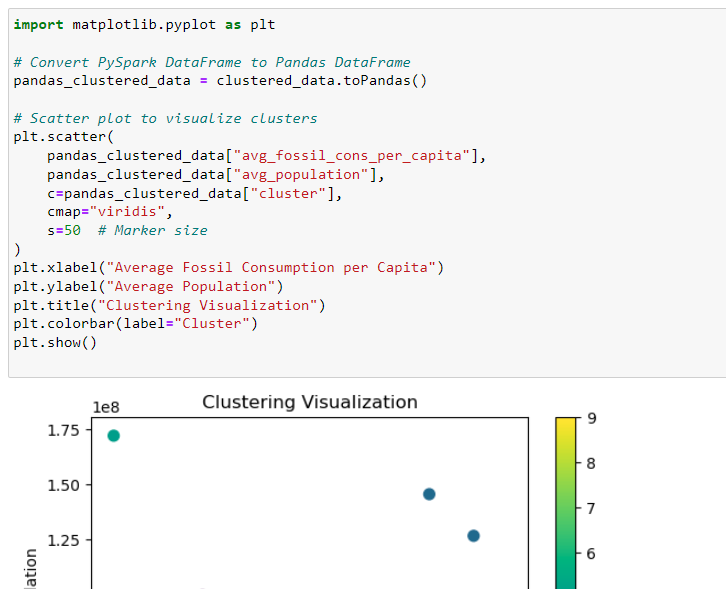 import matplotlib.pyplot as plt
# Convert PySpark DataFrame to Pandas DataFrame
pandas_clustered_data = clustered_data.toPandas()
# Scatter plot to visualize clusters
plt.scatter(
    pandas_clustered_data["avg_fossil_cons_per_capita"],
    pandas_clustered_data["avg_population"],
    c=pandas_clustered_data["cluster"],
    cmap="viridis",
    s=50  # Marker size
)
plt.xlabel("Average Fossil Consumption per Capita")
plt.ylabel("Average Population")
plt.title("Clustering Visualization")
plt.colorbar(label="Cluster")
plt.show()
Clustering Visualization
1e8
1.75
1.50
1.25
9
8
7
6